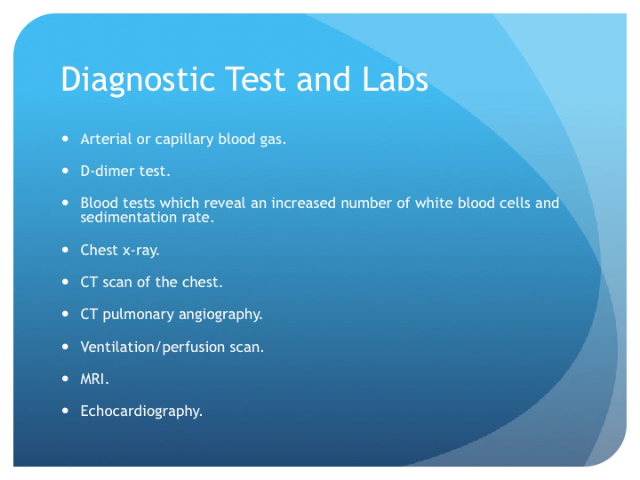 Diagnostic Test and Labs
• Arterial or capillary blood gas.
• D-dimer test.
• Blood tests which reveal an increased number of white blood cells and
sedimentation rate.
• Chest x-ray.
• CT scan of the chest.
• CT pulmonary angiography.
• Ventilation/perfusion scan.
• MRI.
• Echocardiography.